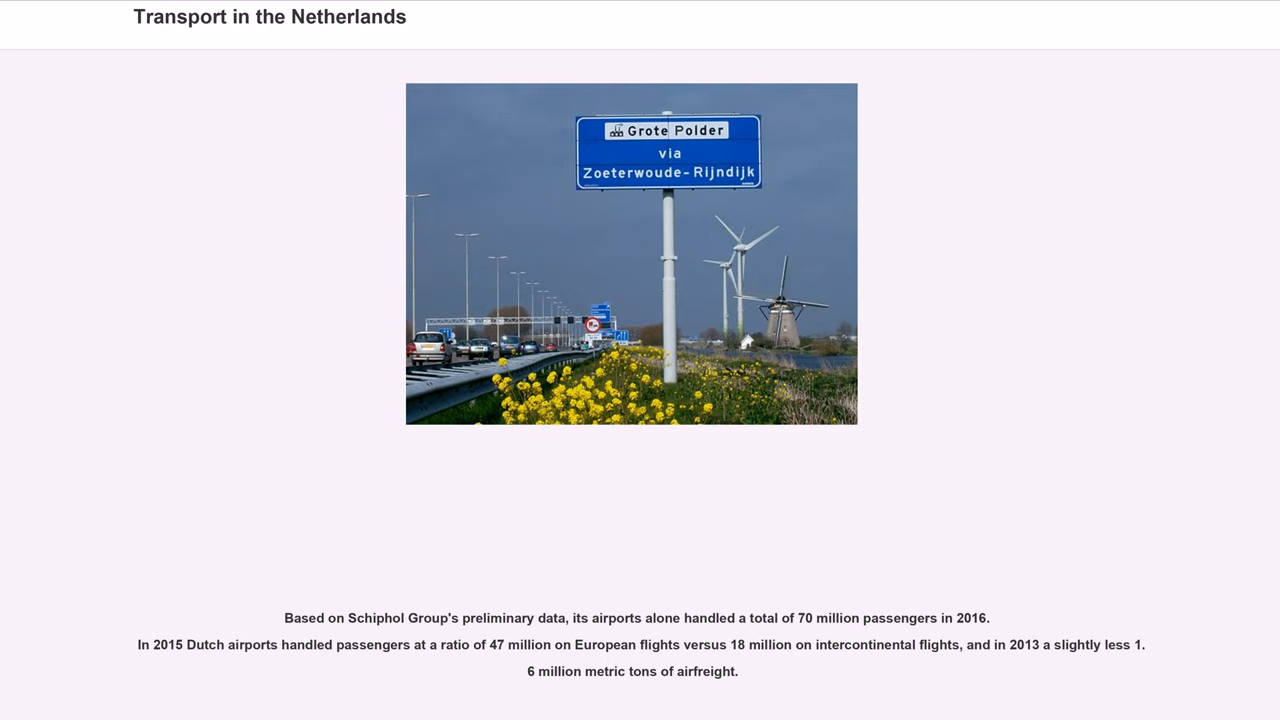 Transport in the Netherlands
Grote Polder
via
Zoeterwoude-Rijndijk
Based on Schiphol Group's preliminary data, its airports alone handled a total of 70 million passengers in 2016.
In 2015 Dutch airports handled passengers at a ratio of 47 million on European flights versus 18 million on intercontinental flights, and in 2013 a slightly less 1.
6 million metric tons of airfreight.